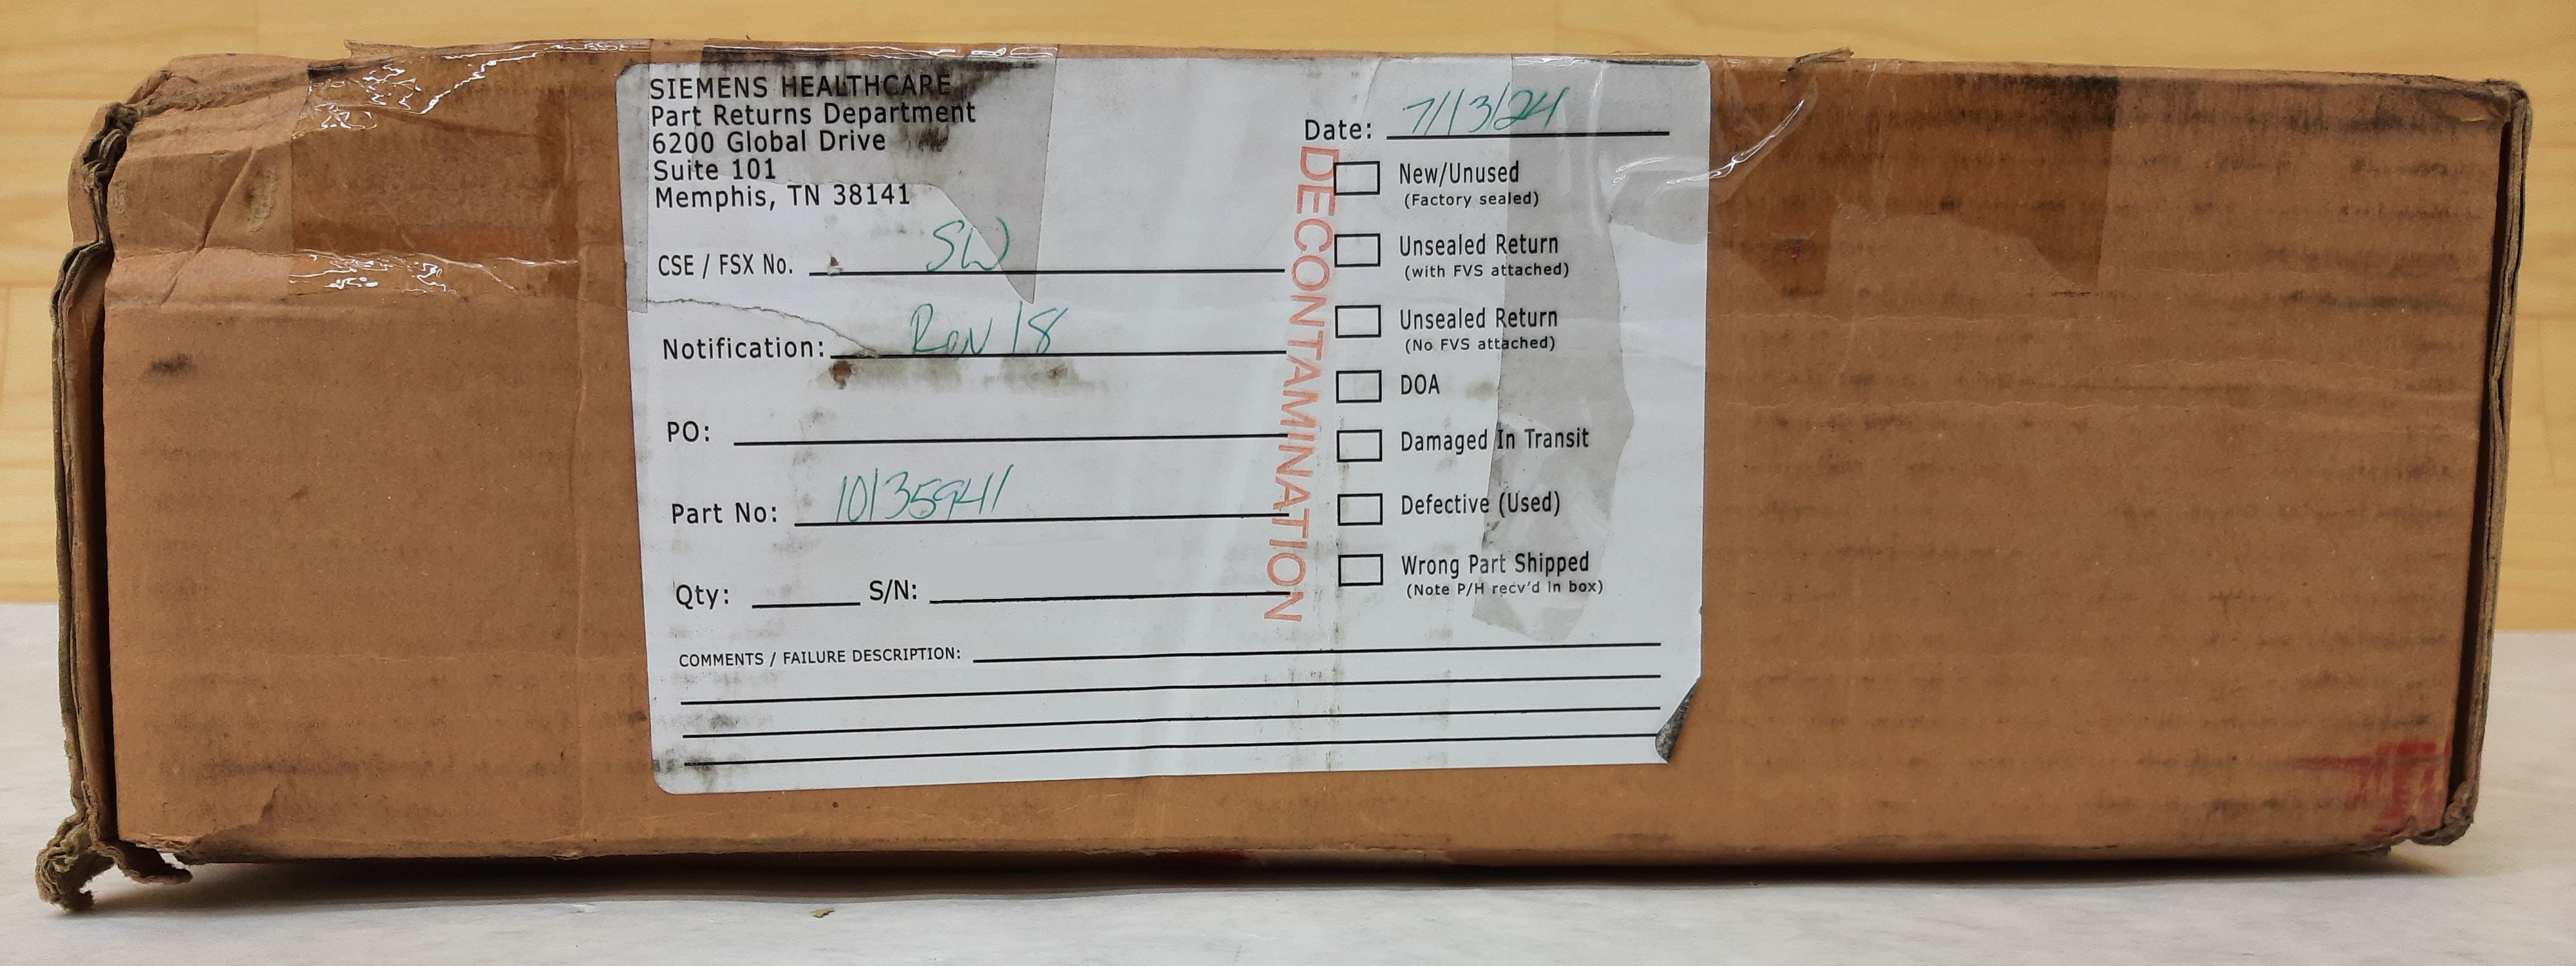 SIEMENS HEALTHCARE
Part Returns Department
6200 Global Drive
Suite 101
Memphis, TN 38141
CSE / FSX No. SW
Notification: Rev 18
PO:
Part No: 10135941
Qty: S/N:
COMMENTS / FAILURE DESCRIPTION:
DECONTAMINATION
Date: 7/13/24
New/Unused
(Factory sealed)
Unsealed Return
(with FVS attached)
Unsealed Return
(No FVS attached)
DOA
Damaged In Transit
Defective (Used)
Wrong Part Shipped
(Note P/H recv'd in box)